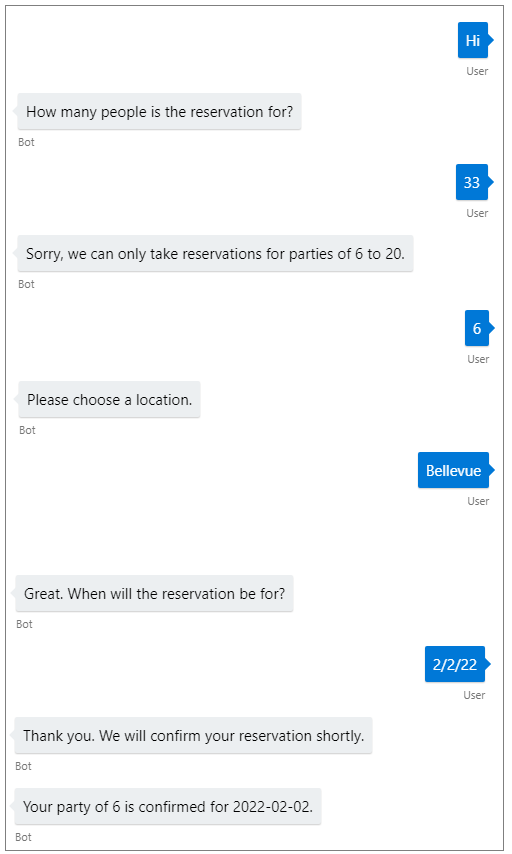 Hi
User
How many people is the reservation for?
Bot
33
User
Sorry, we can only take reservations for parties of 6 to 20.
Bot
6
User
Please choose a location.
Bot
Bellevue
User
Great. When will the reservation be for?
Bot
2/2/22
User
Thank you. We will confirm your reservation shortly.
Bot
Your party of 6 is confirmed for 2022-02-02.
Bot